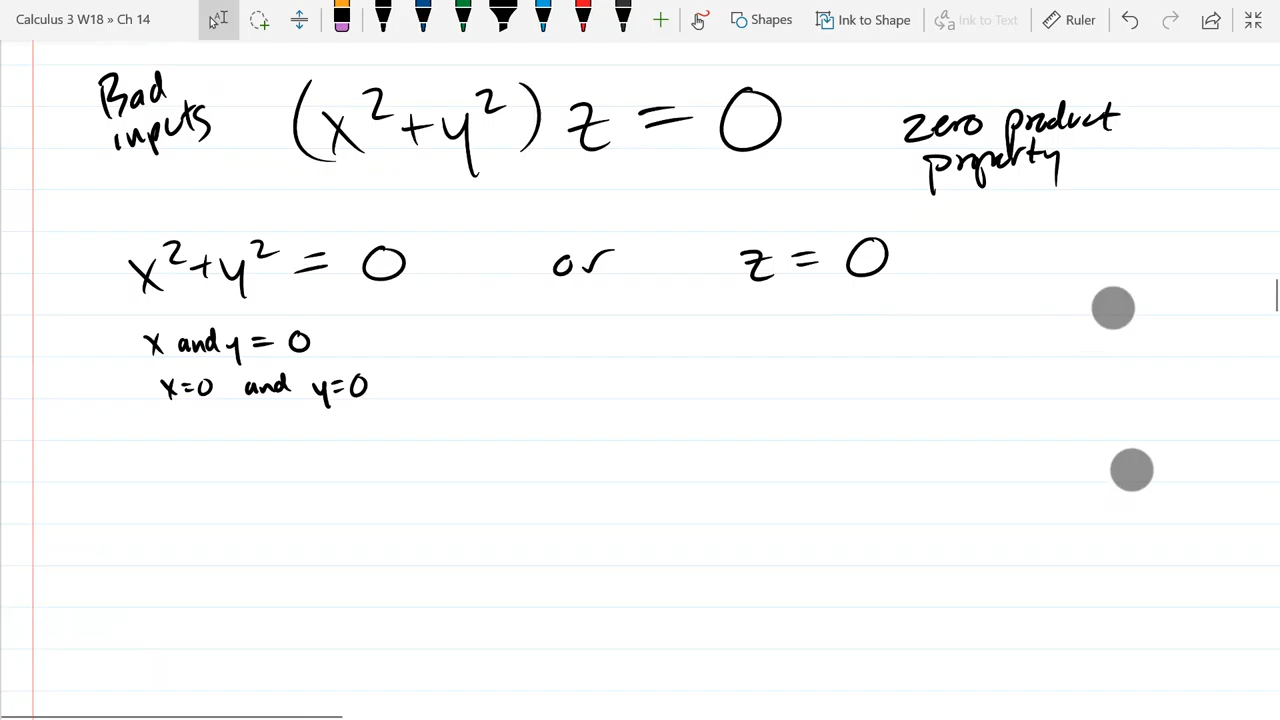 Calculus 3 W18 » Ch 14
Shapes
Ink to Shape
Ink to Text
Ruler
Bad inputs
(x²+y²) z = 0
zero product property
x²+y² = 0 or z = 0
x and y = 0
x=0 and y=0